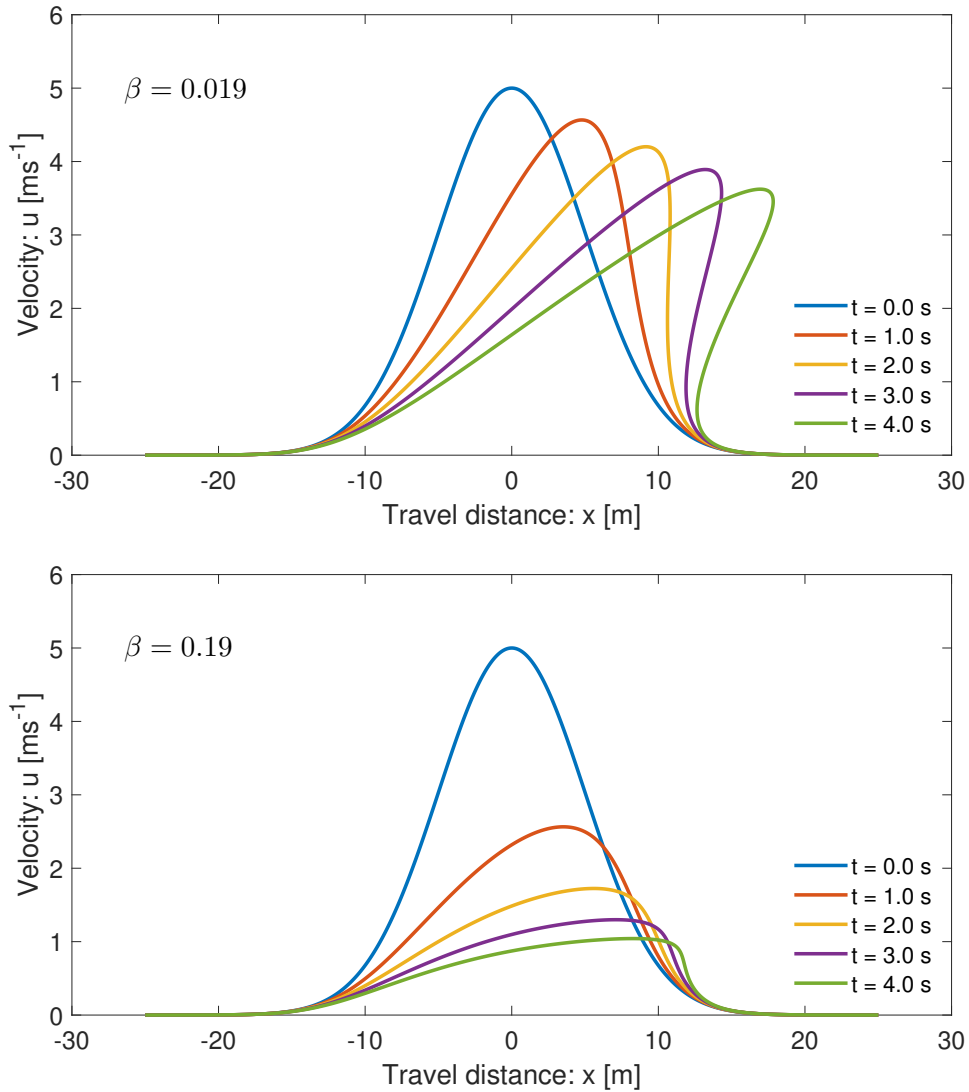 6
5
4
3
2
1
0
Velocity: u [ms⁻¹]
β = 0.019
t = 0.0 s
t = 1.0 s
t = 2.0 s
t = 3.0 s
t = 4.0 s
-30 -20 -10 0 10 20 30
Travel distance: x [m]
6
5
4
3
2
1
0
Velocity: u [ms⁻¹]
β = 0.19
t = 0.0 s
t = 1.0 s
t = 2.0 s
t = 3.0 s
t = 4.0 s
-30 -20 -10 0 10 20 30
Travel distance: x [m]